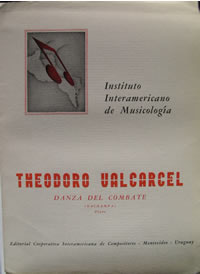 Instituto
Interamericano
de Musicología
THEODORO VALCARCEL
DANZA DEL COMBATE
Editorial Cooperativa Interamericana de Compositores - Montevideo - Uruguay